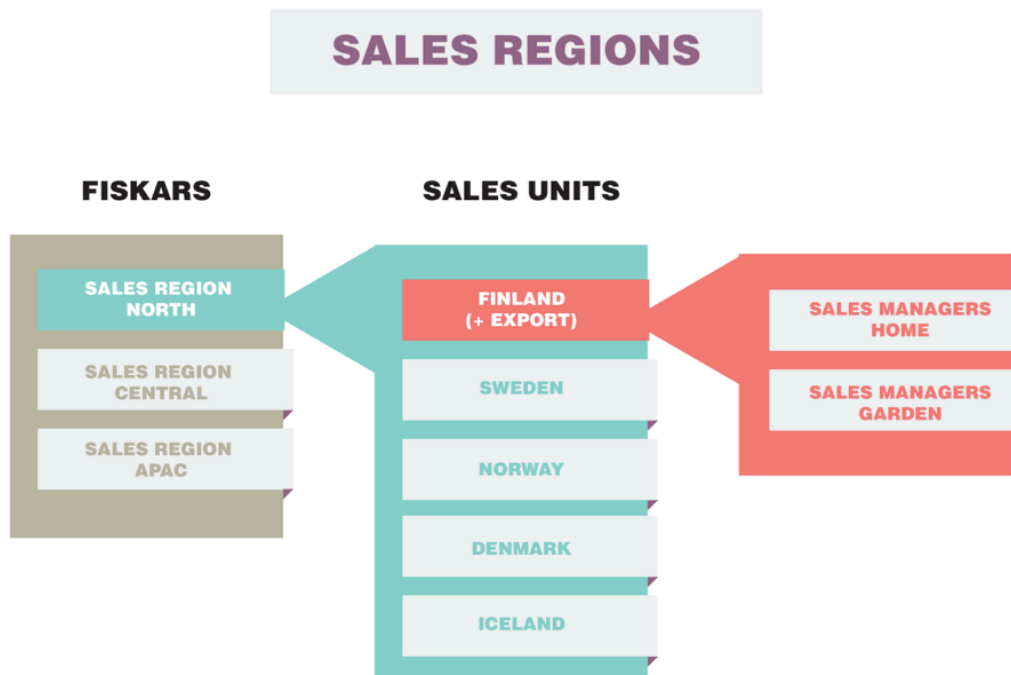 SALES REGIONS
FISKARS
SALES REGION
NORTH
SALES REGION
CENTRAL
SALES REGION
APAC
SALES UNITS
FINLAND
(+ EXPORT)
SWEDEN
NORWAY
DENMARK
ICELAND
SALES MANAGERS
HOME
SALES MANAGERS
GARDEN